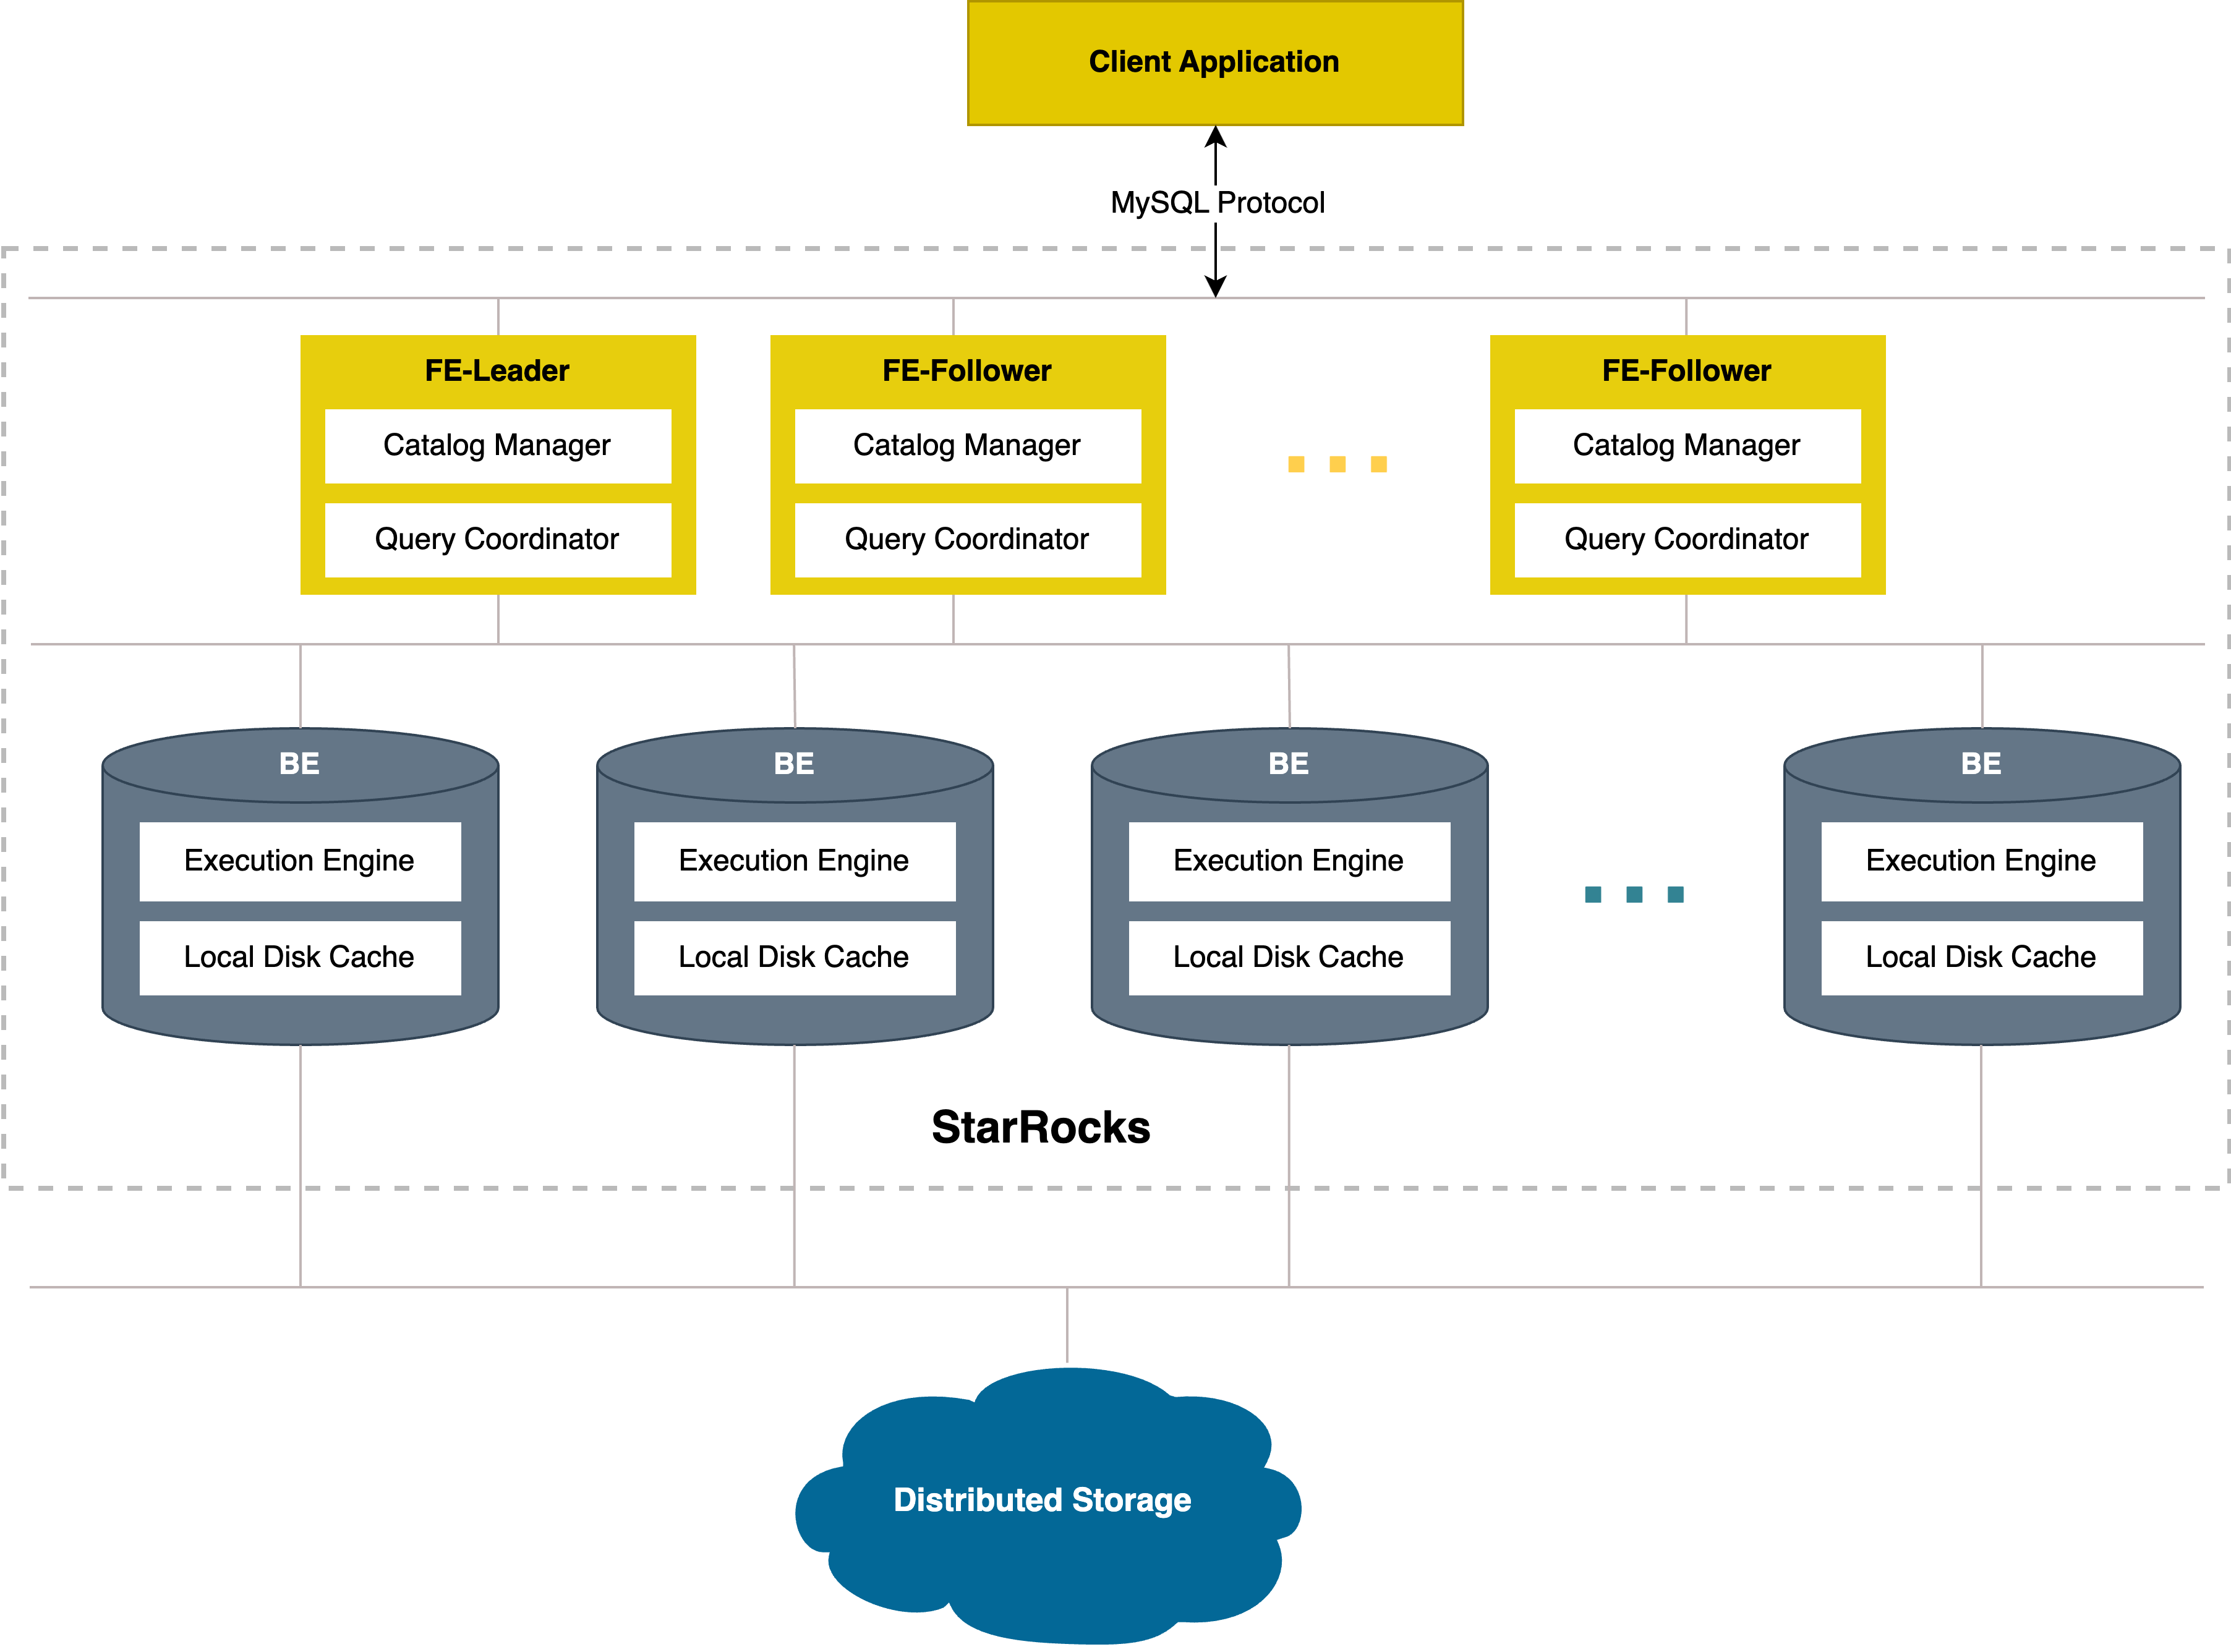 Client Application
MySQL Protocol
FE-Leader
Catalog Manager
Query Coordinator
FE-Follower
Catalog Manager
Query Coordinator
FE-Follower
Catalog Manager
Query Coordinator
BE
Execution Engine
Local Disk Cache
BE
Execution Engine
Local Disk Cache
BE
Execution Engine
Local Disk Cache
BE
Execution Engine
Local Disk Cache
StarRocks
Distributed Storage